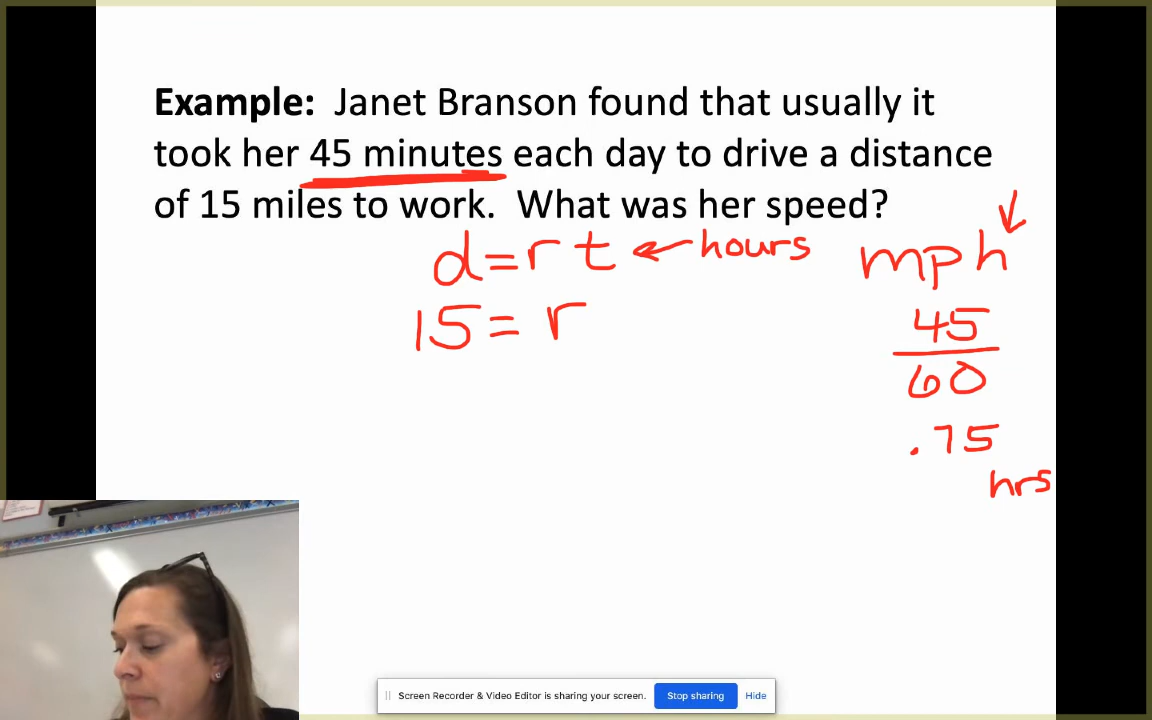 Example: Janet Branson found that usually it
took her 45 minutes each day to drive a distance
of 15 miles to work. What was her speed?
d=rt ← hours
mph
15 = r
45
60
.75
hrs
Screen Recorder & Video Editor is sharing your screen. Stop sharing Hide